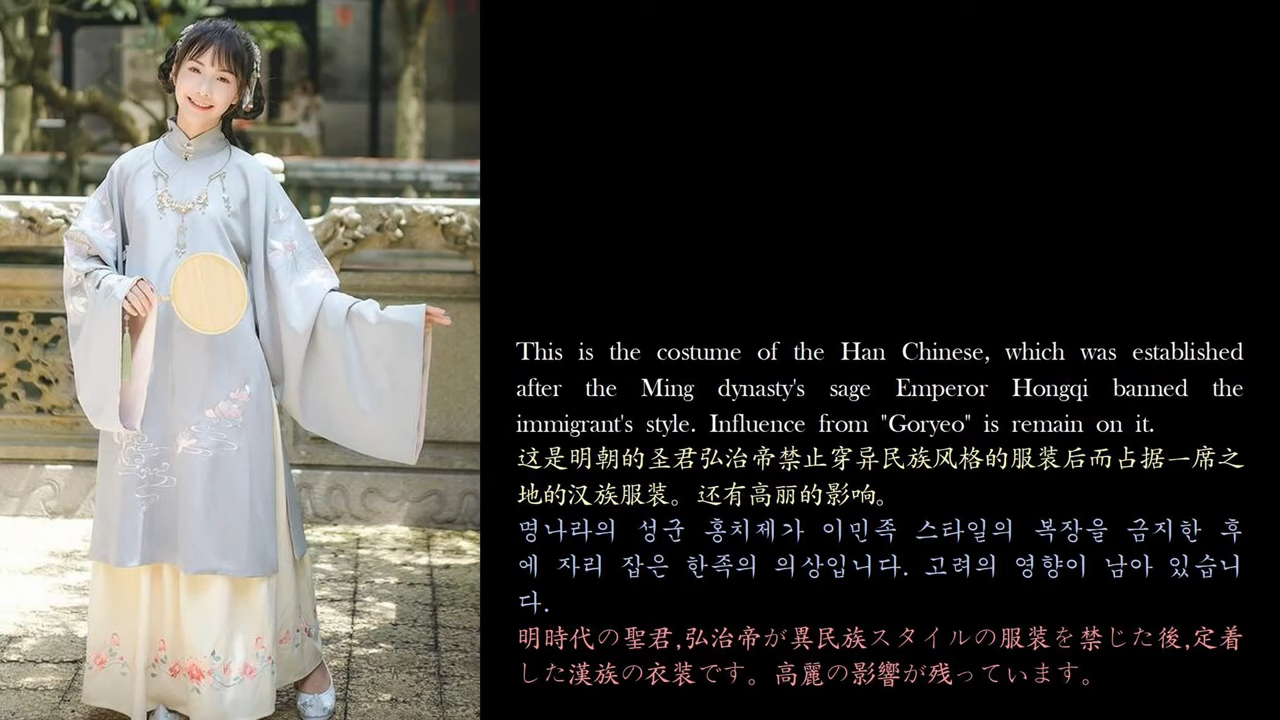 This is the costume of the Han Chinese, which was established
after the Ming dynasty's sage Emperor Hongqi banned the
immigrant's style. Influence from "Goryeo" is remain on it.
这是明朝的圣君弘治帝禁止穿异民族风格的服装后而占据一席之
地的汉族服装。还有高丽的影响。
명나라의 성군 홍치제가 이민족 스타일의 복장을 금지한 후
에 자리 잡은 한족의 의상입니다. 고려의 영향이 남아 있습니
다.
明時代の聖君,弘治帝が異民族スタイルの服装を禁じた後,定着
した漢族の衣装です。高麗の影響が残っています。